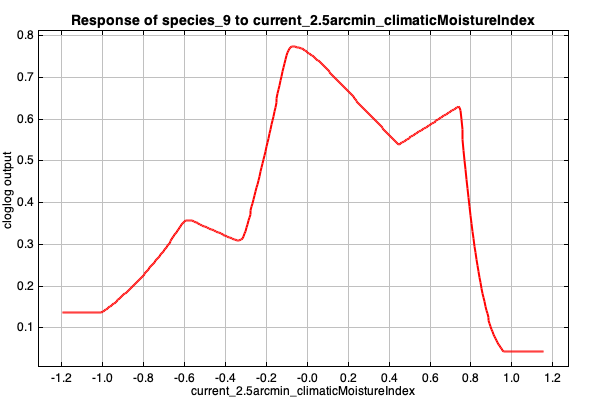 Response of species_9 to current_2.5arcmin_climaticMoistureIndex
0.8
0.7
0.6
0.5
0.4
0.3
0.2
0.1
cloglog output
-1.2 -1.0 -0.8 -0.6 -0.4 -0.2 -0.0 0.2 0.4 0.6 0.8 1.0 1.2
current_2.5arcmin_climaticMoistureIndex